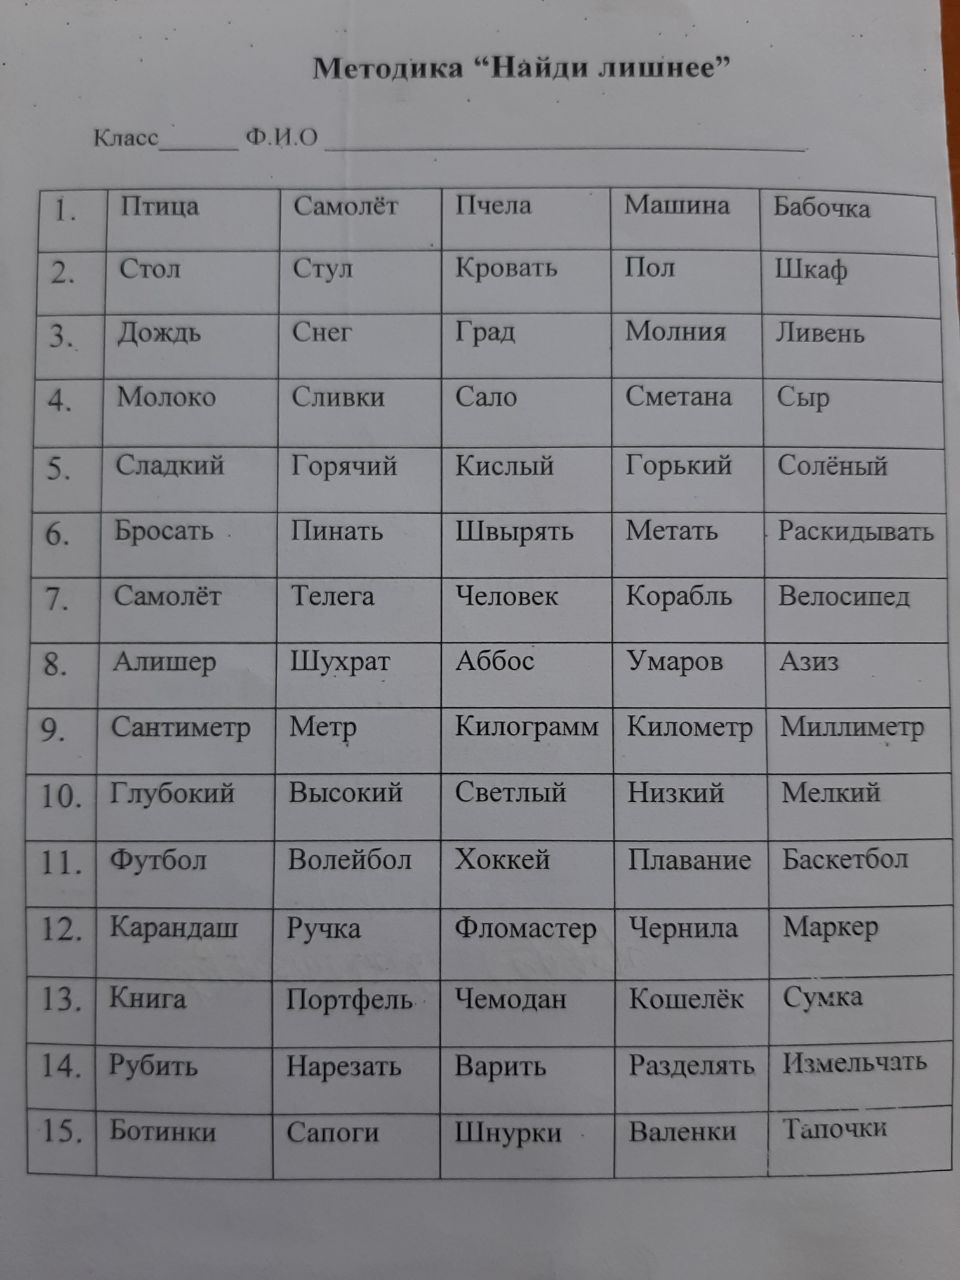 Методика “Найди лишнее”
Класс______ Ф.И.О ____________________________________
1. Птица Самолёт Пчела Машина Бабочка
2. Стол Стул Кровать Пол Шкаф
3. Дождь Снег Град Молния Ливень
4. Молоко Сливки Сало Сметана Сыр
5. Сладкий Горячий Кислый Горький Солёный
6. Бросать Пинать Швырять Метать Раскидывать
7. Самолёт Телега Человек Корабль Велосипед
8. Алишер Шухрат Аббос Умаров Азиз
9. Сантиметр Метр Килограмм Километр Миллиметр
10. Глубокий Высокий Светлый Низкий Мелкий
11. Футбол Волейбол Хоккей Плавание Баскетбол
12. Карандаш Ручка Фломастер Чернила Маркер
13. Книга Портфель Чемодан Кошелёк Сумка
14. Рубить Нарезать Варить Разделять Измельчать
15. Ботинки Сапоги Шнурки Валенки Тапочки